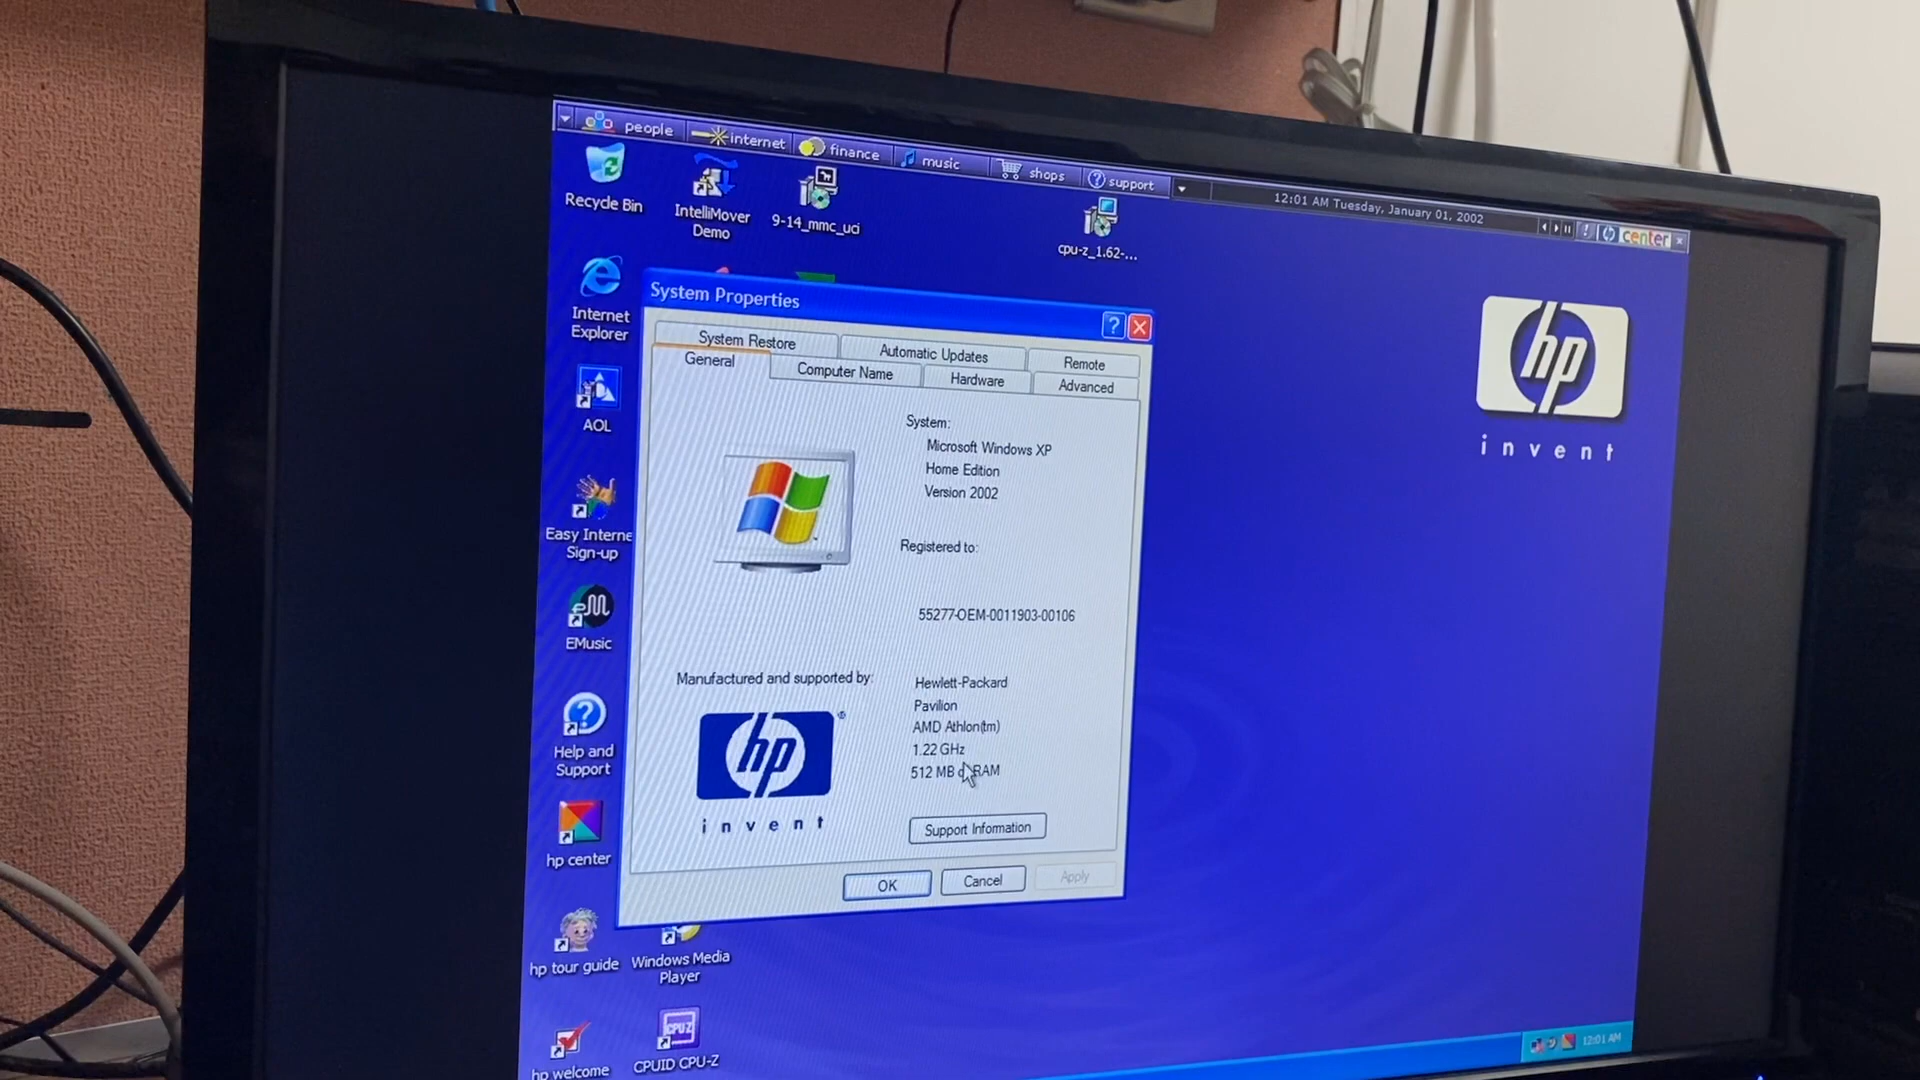 people
internet
finance
music
shops
support
12:01 AM Tuesday, January 01, 2002
center
Recycle Bin
IntelliMover
Demo
9-14_mmc_uci
cpu-z_1.62-...
Internet
Explorer
AOL
Easy Interne
Sign-up
eM
EMusic
Help and
Support
hp center
hp tour guide
Windows Media
Player
hp welcome
CPU-Z
CPUID CPU-Z
System Properties
System Restore
Automatic Updates
Remote
General
Computer Name
Hardware
Advanced
System:
Microsoft Windows XP
Home Edition
Version 2002
Registered to:
55277-OEM-0011903-00106
Manufactured and supported by:
Hewlett-Packard
Pavilion
AMD Athlon(tm)
1.22 GHz
512 MB of RAM
hp
®
invent
Support Information
OK
Cancel
Apply
hp
invent
12:01 AM